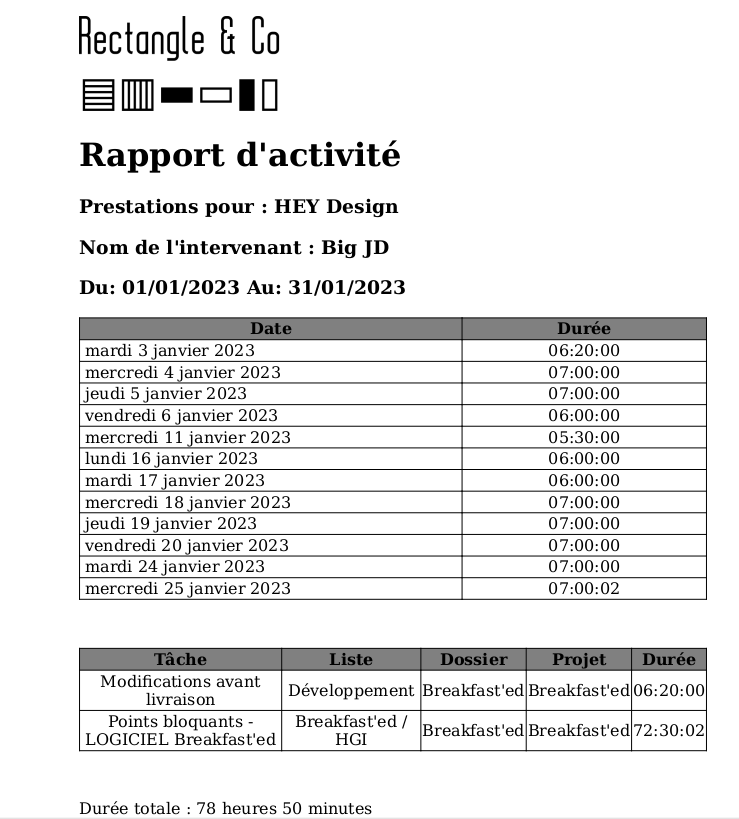 Rectangle & Co
Rapport d'activité
Prestations pour : HEY Design
Nom de l'intervenant : Big JD
Du: 01/01/2023 Au: 31/01/2023
Date Durée
mardi 3 janvier 2023 06:20:00
mercredi 4 janvier 2023 07:00:00
jeudi 5 janvier 2023 07:00:00
vendredi 6 janvier 2023 06:00:00
mercredi 11 janvier 2023 05:30:00
lundi 16 janvier 2023 06:00:00
mardi 17 janvier 2023 06:00:00
mercredi 18 janvier 2023 07:00:00
jeudi 19 janvier 2023 07:00:00
vendredi 20 janvier 2023 07:00:00
mardi 24 janvier 2023 07:00:00
mercredi 25 janvier 2023 07:00:02
Tâche Liste Dossier Projet Durée
Modifications avant
livraison
Développement Breakfast'ed Breakfast'ed 06:20:00
Points bloquants -
LOGICIEL Breakfast'ed
Breakfast'ed /
HGI
Breakfast'ed Breakfast'ed 72:30:02
Durée totale : 78 heures 50 minutes